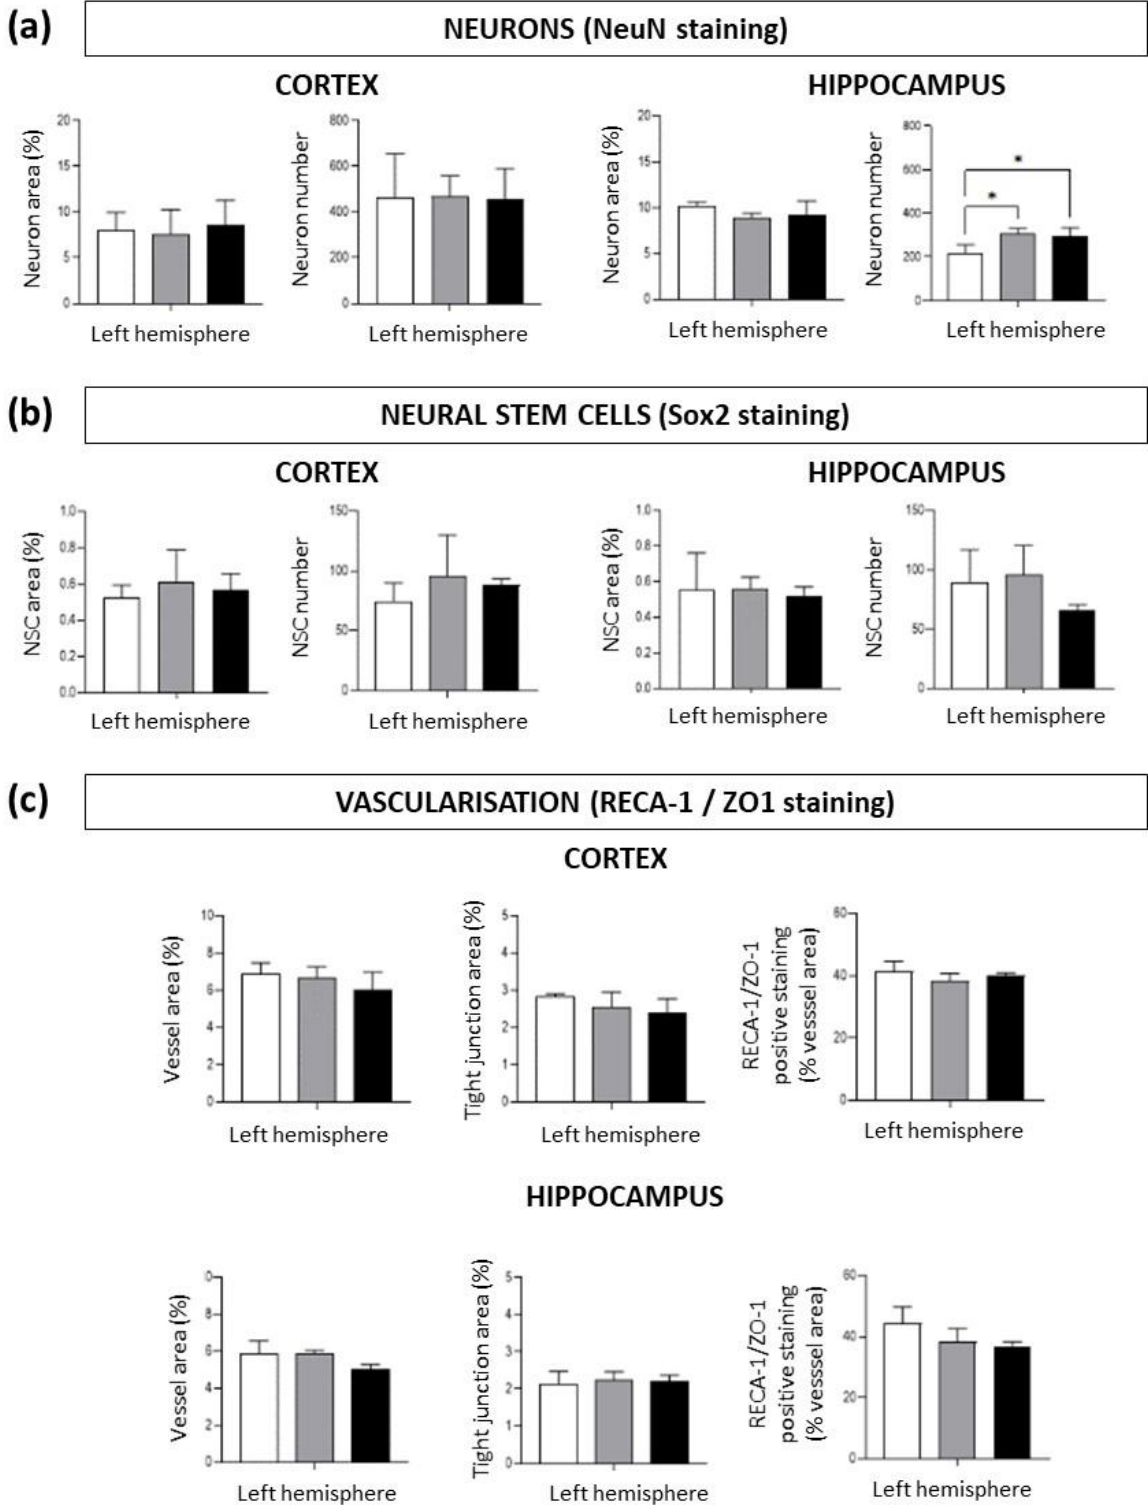 (a)
NEURONS (NeuN staining)
CORTEX
HIPPOCAMPUS
Neuron area (%)
20
15
10
5
0
Left hemisphere
Neuron number
800
600
400
200
0
Left hemisphere
Neuron area (%)
20
15
10
5
0
Left hemisphere
Neuron number
800
600
400
200
0
*
*
Left hemisphere
(b)
NEURAL STEM CELLS (Sox2 staining)
CORTEX
HIPPOCAMPUS
NSC area (%)
1.0
0.8
0.6
0.4
0.2
0.0
Left hemisphere
NSC number
150
100
50
0
Left hemisphere
NSC area (%)
1.0
0.8
0.6
0.4
0.2
0.0
Left hemisphere
NSC number
150
100
50
0
Left hemisphere
(c)
VASCULARISATION (RECA-1 / ZO1 staining)
CORTEX
Vessel area (%)
10
8
6
4
2
0
Left hemisphere
Tight junction area (%)
5
4
3
2
1
0
Left hemisphere
RECA-1/ZO-1
positive staining
(% vesssel area)
60
40
20
0
Left hemisphere
HIPPOCAMPUS
Vessel area (%)
0
8
6
4
2
0
Left hemisphere
Tight junction area (%)
5
4
3
2
1
0
Left hemisphere
RECA-1/ZO-1
positive staining
(% vesssel area)
60
40
20
0
Left hemisphere